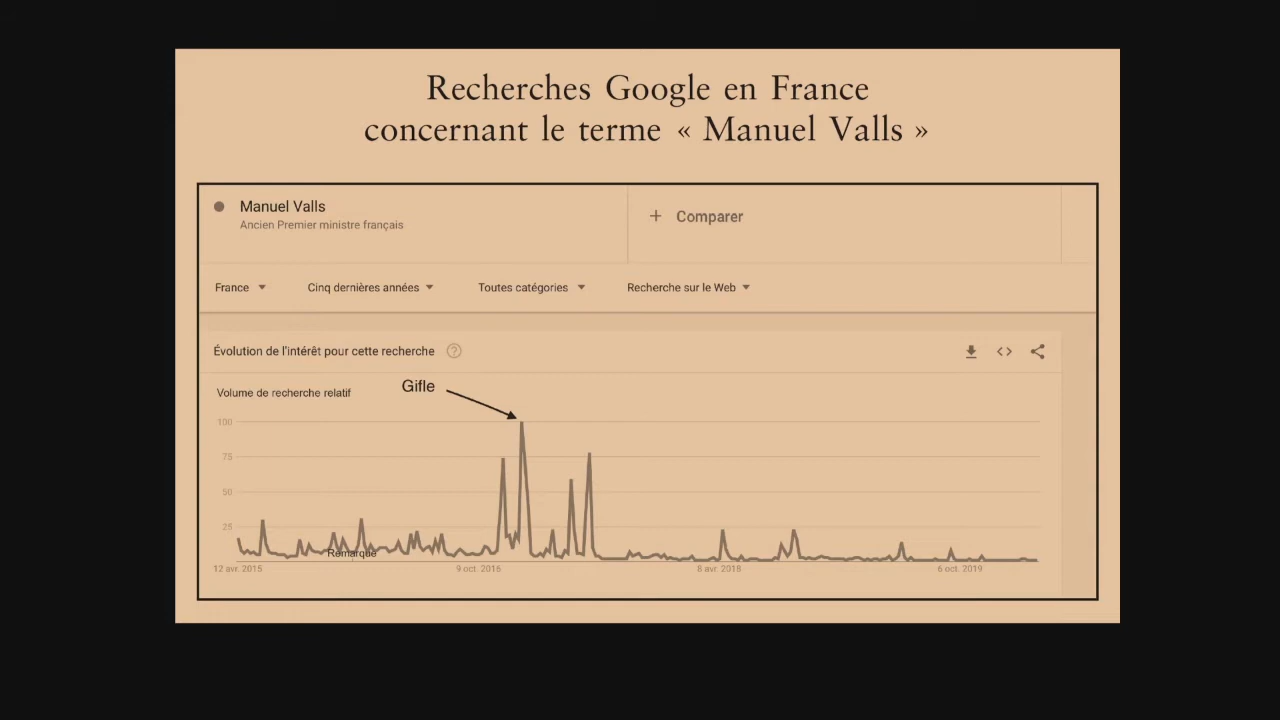 Recherches Google en France
concernant le terme « Manuel Valls »
Manuel Valls
Ancien Premier ministre français
+ Comparer
France
Cinq dernières années
Toutes catégories
Recherche sur le Web
Évolution de l'intérêt pour cette recherche ?
Gifle
Volume de recherche relatif
100
75
50
25
Remarque
12 avr. 2015
9 oct. 2016
8 avr. 2018
6 oct. 2019